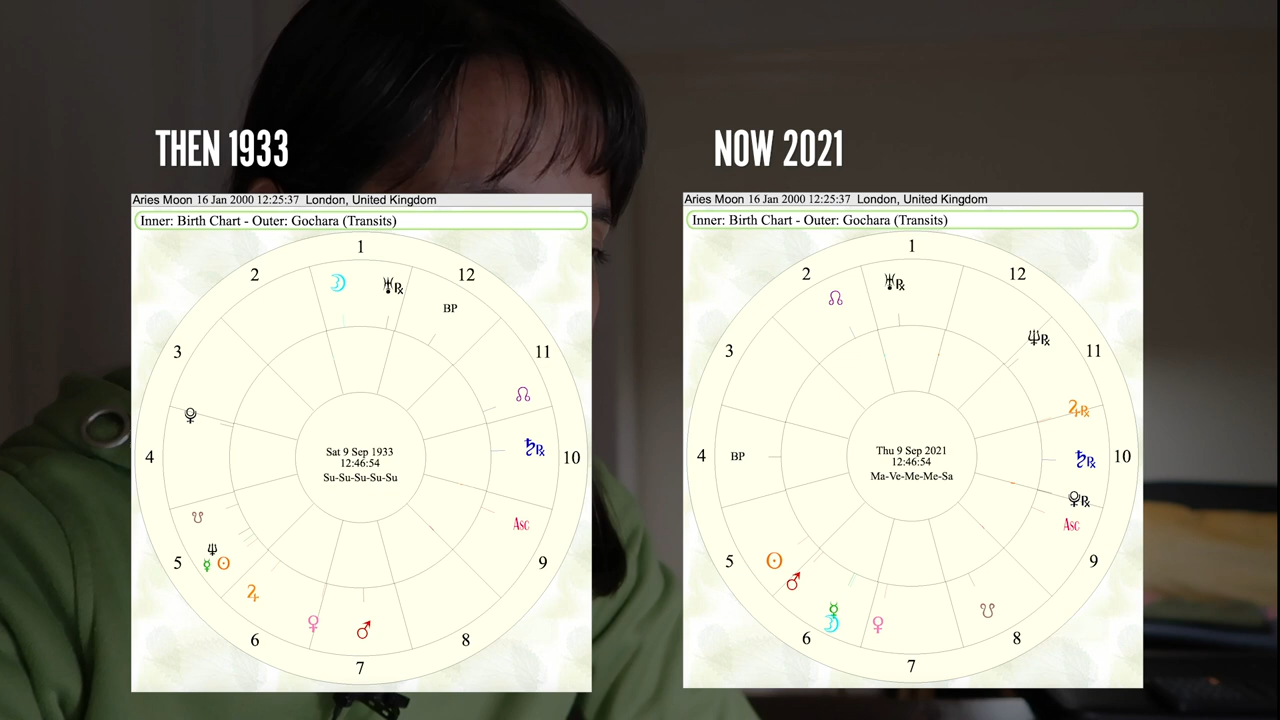 THEN 1933
NOW 2021
Aries Moon 16 Jan 2000 12:25:37 London, United Kingdom
Inner: Birth Chart - Outer: Gochara (Transits)
1
2
12
BP
3
11
4
10
Sat 9 Sep 1933
12:46:54
Su-Su-Su-Su-Su
Asc
5
9
6
8
7
Aries Moon 16 Jan 2000 12:25:37 London, United Kingdom
Inner: Birth Chart - Outer: Gochara (Transits)
1
2
12
3
11
4
BP
10
Thu 9 Sep 2021
12:46:54
Ma-Ve-Me-Me-Sa
Asc
5
9
6
8
7